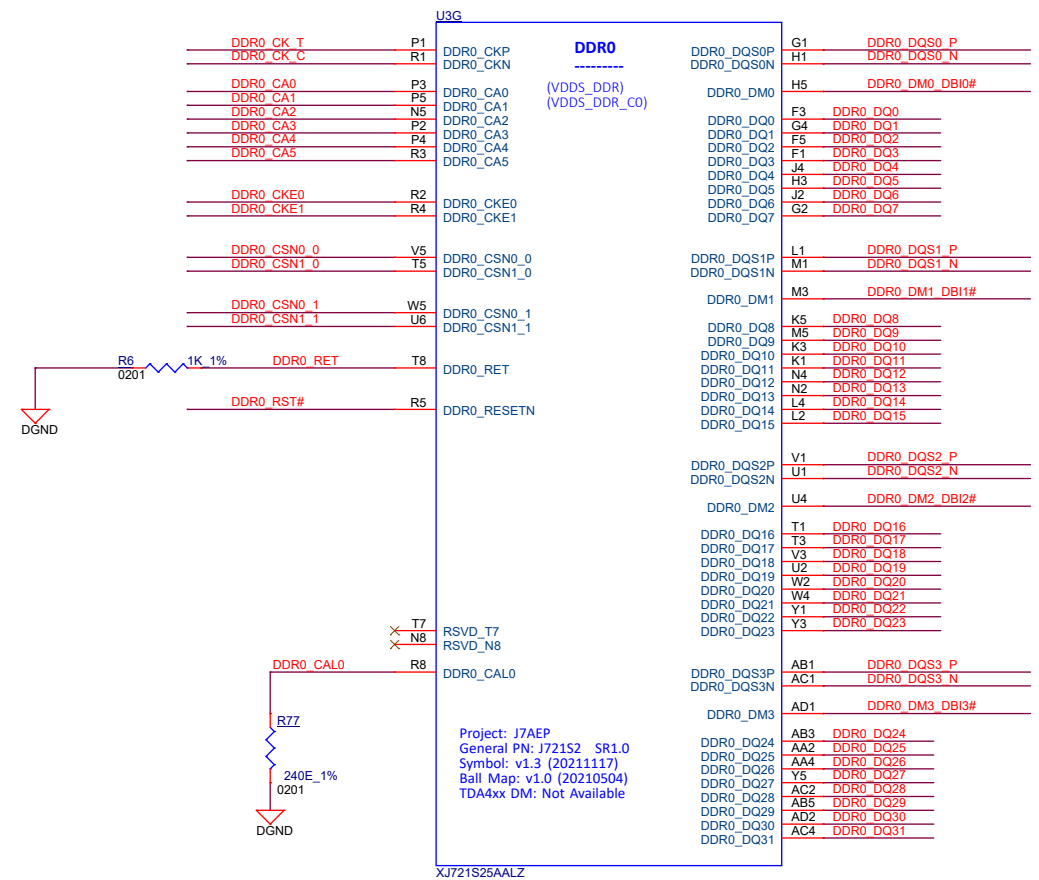 U3G
DDR0
---------
(VDDS_DDR)
(VDDS_DDR_C0)
DDR0_CK_T P1 DDR0_CKP
DDR0_CK_C R1 DDR0_CKN
DDR0_CA0 P3 DDR0_CA0
DDR0_CA1 P5 DDR0_CA1
DDR0_CA2 N5 DDR0_CA2
DDR0_CA3 P2 DDR0_CA3
DDR0_CA4 P4 DDR0_CA4
DDR0_CA5 R3 DDR0_CA5
DDR0_CKE0 R2 DDR0_CKE0
DDR0_CKE1 R4 DDR0_CKE1
DDR0_CSN0_0 V5 DDR0_CSN0_0
DDR0_CSN1_0 T5 DDR0_CSN1_0
DDR0_CSN0_1 W5 DDR0_CSN0_1
DDR0_CSN1_1 U6 DDR0_CSN1_1
R6 1K_1% DDR0_RET T8 DDR0_RET
0201
DGND
DDR0_RST# R5 DDR0_RESETN
T7 RSVD_T7
N8 RSVD_N8
DDR0_CAL0 R8 DDR0_CAL0
R77
240E_1%
0201
DGND
DDR0_DQS0P G1 DDR0_DQS0_P
DDR0_DQS0N H1 DDR0_DQS0_N
DDR0_DM0 H5 DDR0_DM0_DBI0#
DDR0_DQ0 F3 DDR0_DQ0
DDR0_DQ1 G4 DDR0_DQ1
DDR0_DQ2 F5 DDR0_DQ2
DDR0_DQ3 F1 DDR0_DQ3
DDR0_DQ4 J4 DDR0_DQ4
DDR0_DQ5 H3 DDR0_DQ5
DDR0_DQ6 J2 DDR0_DQ6
DDR0_DQ7 G2 DDR0_DQ7
DDR0_DQS1P L1 DDR0_DQS1_P
DDR0_DQS1N M1 DDR0_DQS1_N
DDR0_DM1 M3 DDR0_DM1_DBI1#
DDR0_DQ8 K5 DDR0_DQ8
DDR0_DQ9 M5 DDR0_DQ9
DDR0_DQ10 K3 DDR0_DQ10
DDR0_DQ11 K1 DDR0_DQ11
DDR0_DQ12 N4 DDR0_DQ12
DDR0_DQ13 N2 DDR0_DQ13
DDR0_DQ14 L4 DDR0_DQ14
DDR0_DQ15 L2 DDR0_DQ15
DDR0_DQS2P V1 DDR0_DQS2_P
DDR0_DQS2N U1 DDR0_DQS2_N
DDR0_DM2 U4 DDR0_DM2_DBI2#
DDR0_DQ16 T1 DDR0_DQ16
DDR0_DQ17 T3 DDR0_DQ17
DDR0_DQ18 V3 DDR0_DQ18
DDR0_DQ19 U2 DDR0_DQ19
DDR0_DQ20 W2 DDR0_DQ20
DDR0_DQ21 W4 DDR0_DQ21
DDR0_DQ22 Y1 DDR0_DQ22
DDR0_DQ23 Y3 DDR0_DQ23
DDR0_DQS3P AB1 DDR0_DQS3_P
DDR0_DQS3N AC1 DDR0_DQS3_N
DDR0_DM3 AD1 DDR0_DM3_DBI3#
DDR0_DQ24 AB3 DDR0_DQ24
DDR0_DQ25 AA2 DDR0_DQ25
DDR0_DQ26 AA4 DDR0_DQ26
DDR0_DQ27 Y5 DDR0_DQ27
DDR0_DQ28 AC2 DDR0_DQ28
DDR0_DQ29 AB5 DDR0_DQ29
DDR0_DQ30 AD2 DDR0_DQ30
DDR0_DQ31 AC4 DDR0_DQ31
Project: J7AEP
General PN: J721S2 SR1.0
Symbol: v1.3 (20211117)
Ball Map: v1.0 (20210504)
TDA4xx DM: Not Available
XJ721S25AALZ